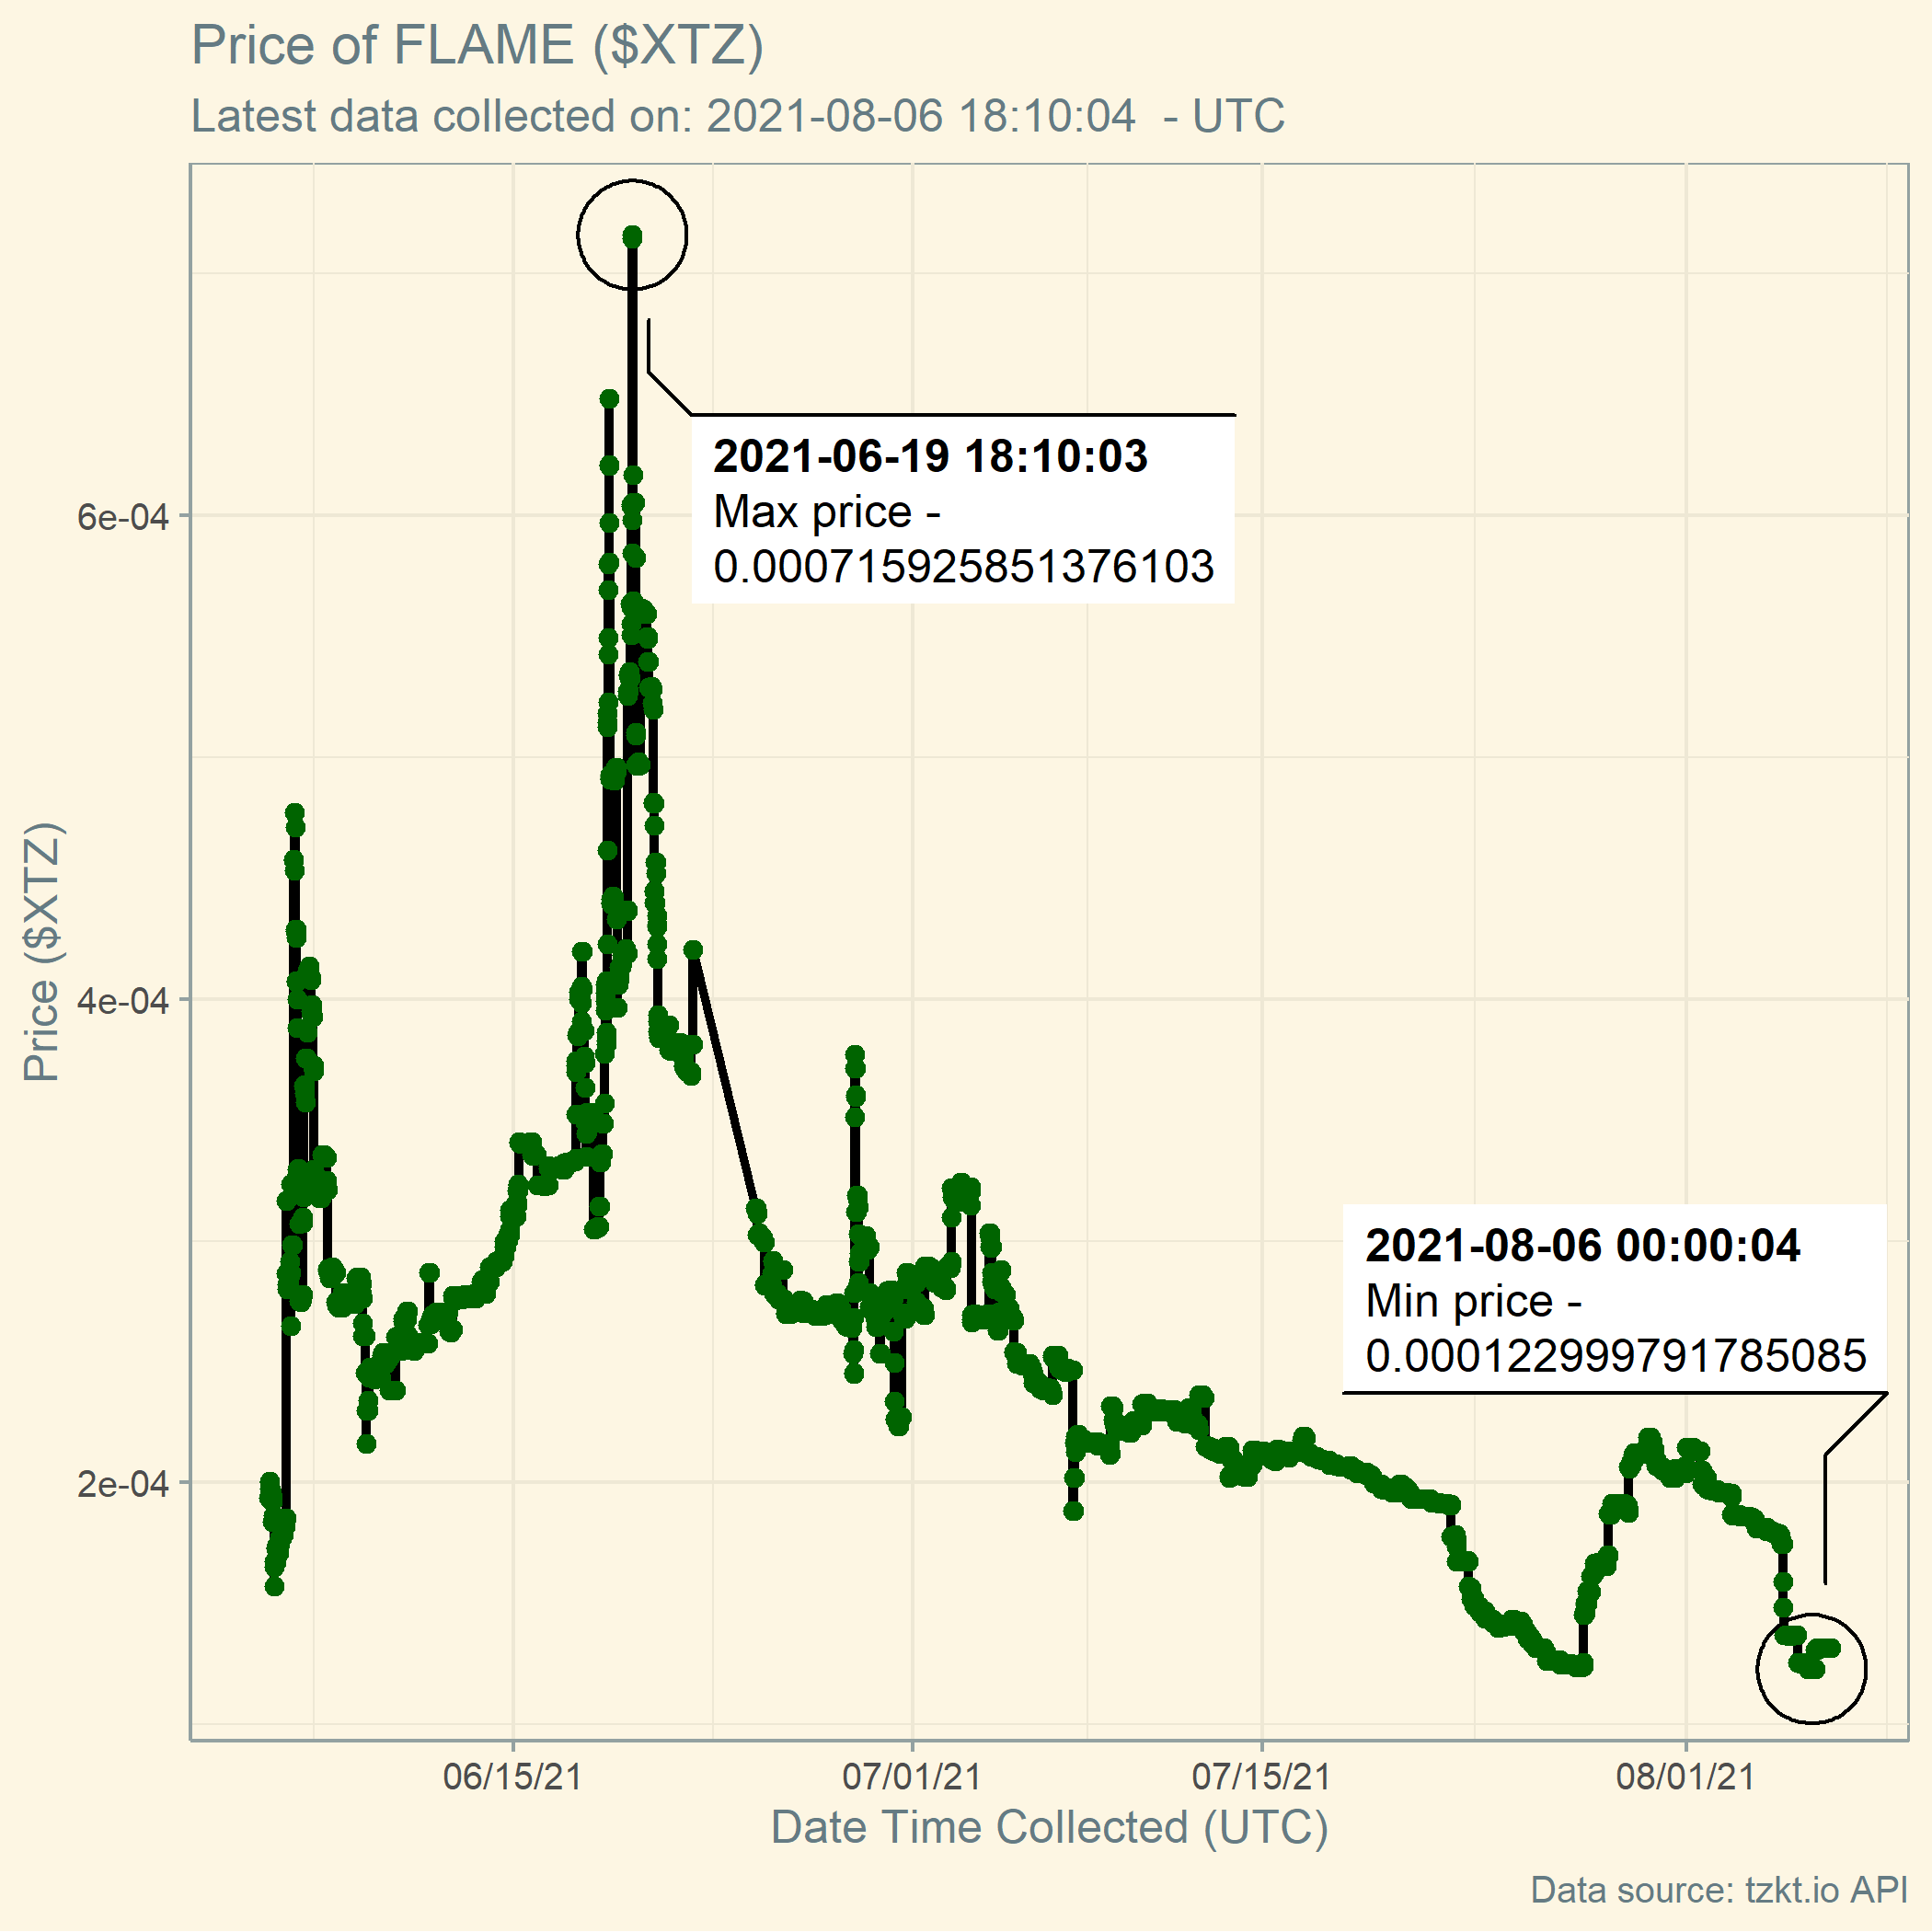 Price of FLAME ($XTZ)
Latest data collected on: 2021-08-06 18:10:04  - UTC
2021-06-19 18:10:03
Max price -
0.000715925851376103
6e-04
4e-04
2e-04
Price ($XTZ)
2021-08-06 00:00:04
Min price -
0.000122999791785085
06/15/21
07/01/21
07/15/21
08/01/21
Date Time Collected (UTC)
Data source: tzkt.io API